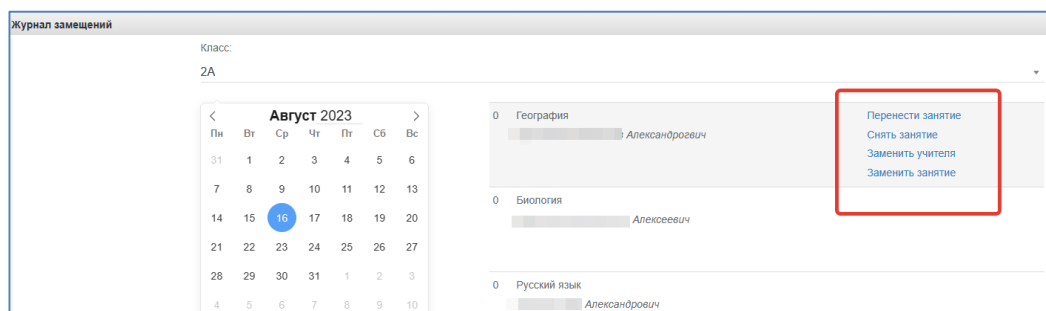 Журнал замещений
Класс:
2А
Август 2023
Пн Вт Ср Чт Пт Сб Вс
31 1 2 3 4 5 6
7 8 9 10 11 12 13
14 15 16 17 18 19 20
21 22 23 24 25 26 27
28 29 30 31 1 2 3
4 5 6 7 8 9 10
0 География
Александрогвич
Перенести занятие
Снять занятие
Заменить учителя
Заменить занятие
0 Биология
Алексеевич
0 Русский язык
Александрович